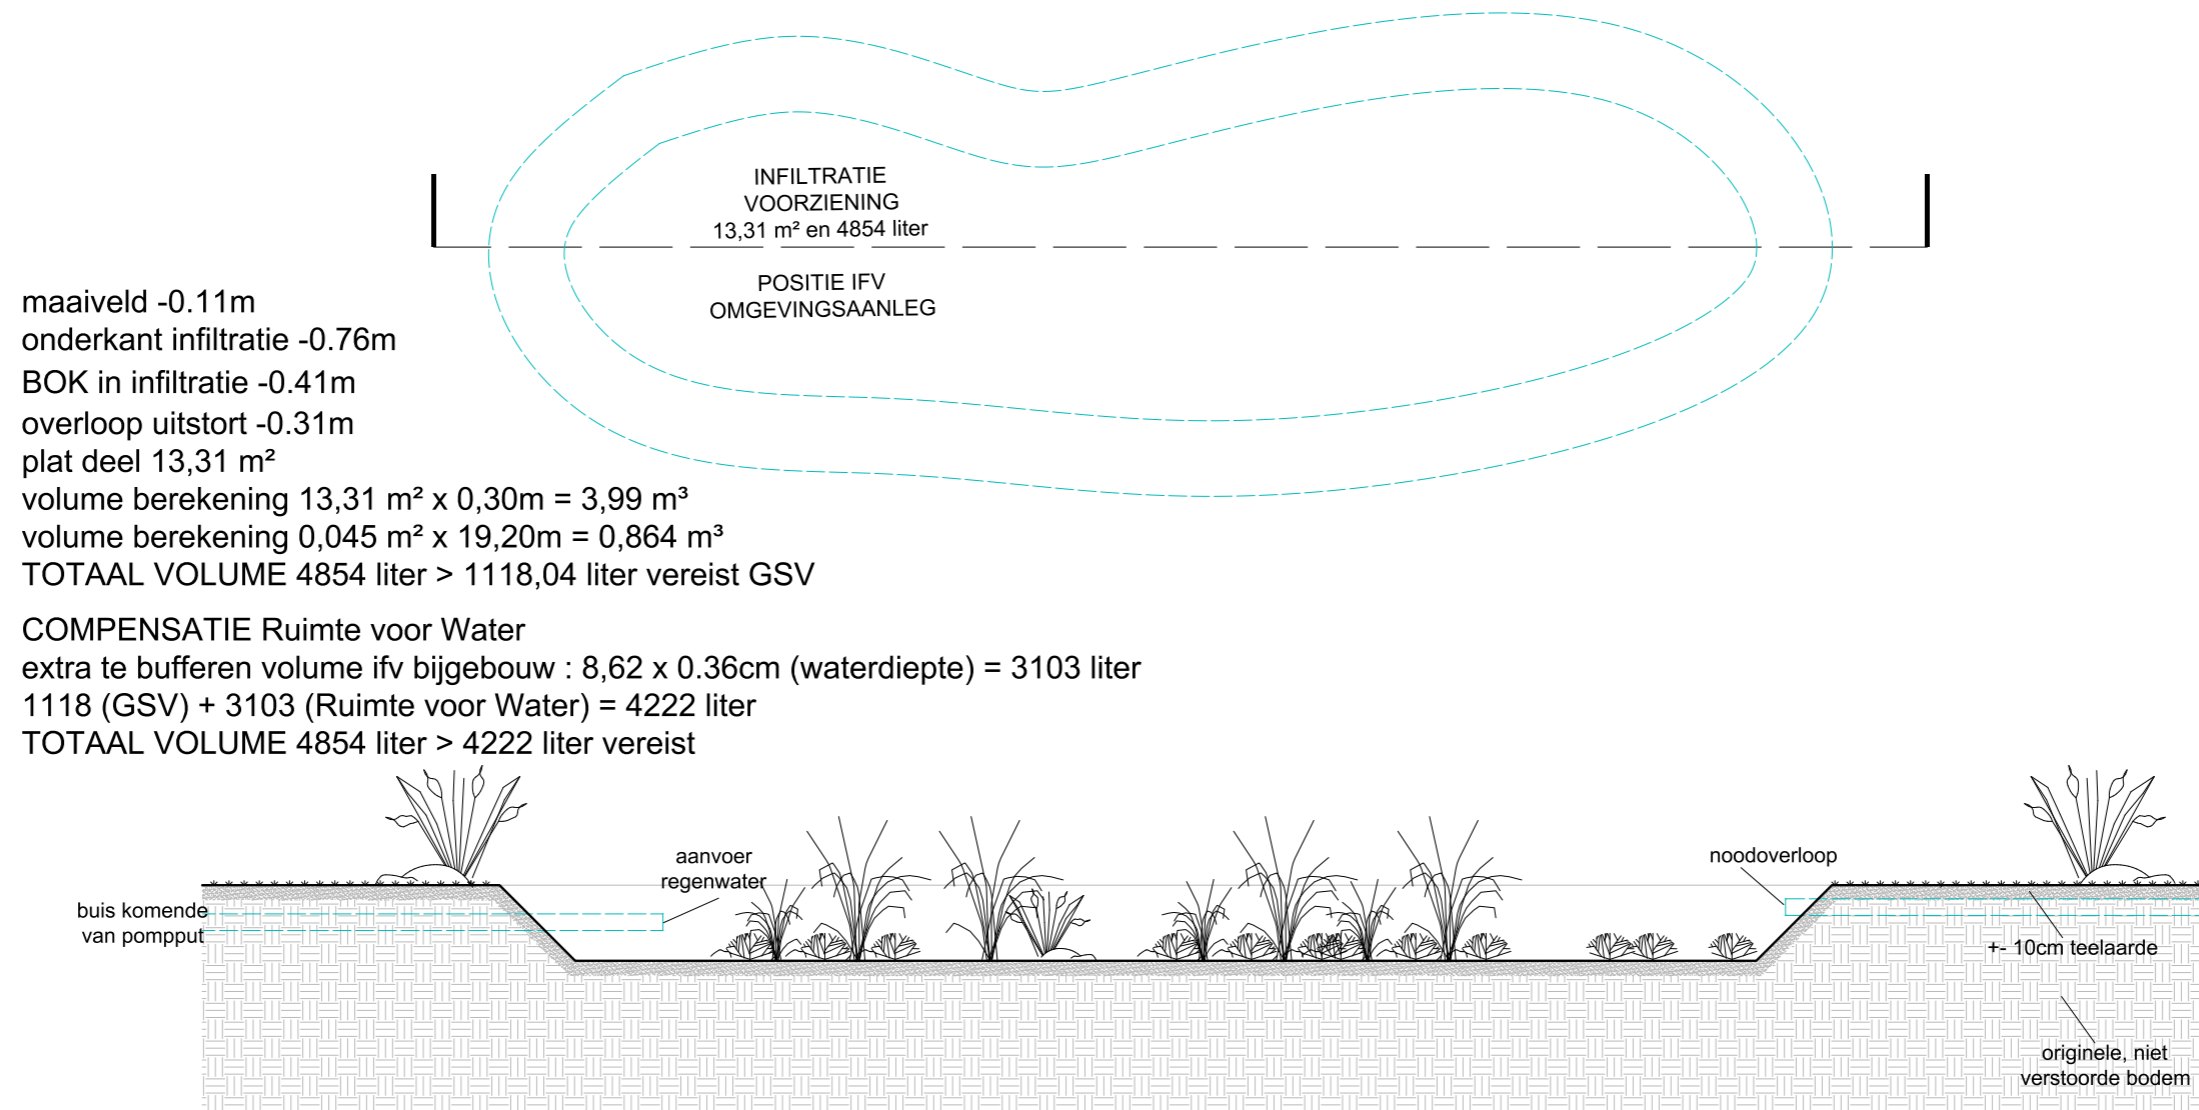 INFILTRATIE
VOORZIENING
13,31 m² en 4854 liter
POSITIE IFV
OMGEVINGSAANLEG
maaiveld -0.11m
onderkant infiltratie -0.76m
BOK in infiltratie -0.41m
overloop uitstort -0.31m
plat deel 13,31 m²
volume berekening 13,31 m² x 0,30m = 3,99 m³
volume berekening 0,045 m² x 19,20m = 0,864 m³
TOTAAL VOLUME 4854 liter > 1118,04 liter vereist GSV
COMPENSATIE Ruimte voor Water
extra te bufferen volume ifv bijgebouw : 8,62 x 0.36cm (waterdiepte) = 3103 liter
1118 (GSV) + 3103 (Ruimte voor Water) = 4222 liter
TOTAAL VOLUME 4854 liter > 4222 liter vereist
aanvoer
regenwater
noodoverloop
buis komende
van pompput
+- 10cm teelaarde
originele, niet
verstoorde bodem